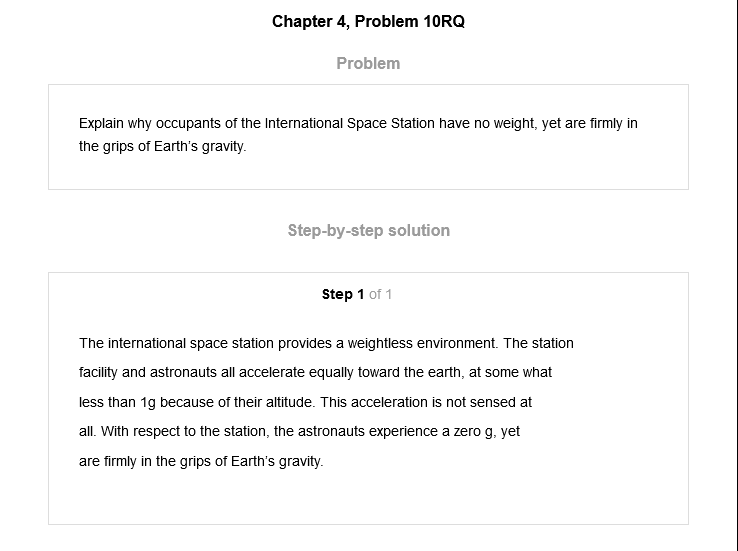 Chapter 4, Problem 10RQ
Problem
Explain why occupants of the International Space Station have no weight, yet are firmly in
the grips of Earth's gravity.
Step-by-step solution
Step 1 of 1
The international space station provides a weightless environment. The station
facility and astronauts all accelerate equally toward the earth, at some what
less than 1g because of their altitude. This acceleration is not sensed at
all. With respect to the station, the astronauts experience a zero g, yet
are firmly in the grips of Earth's gravity.